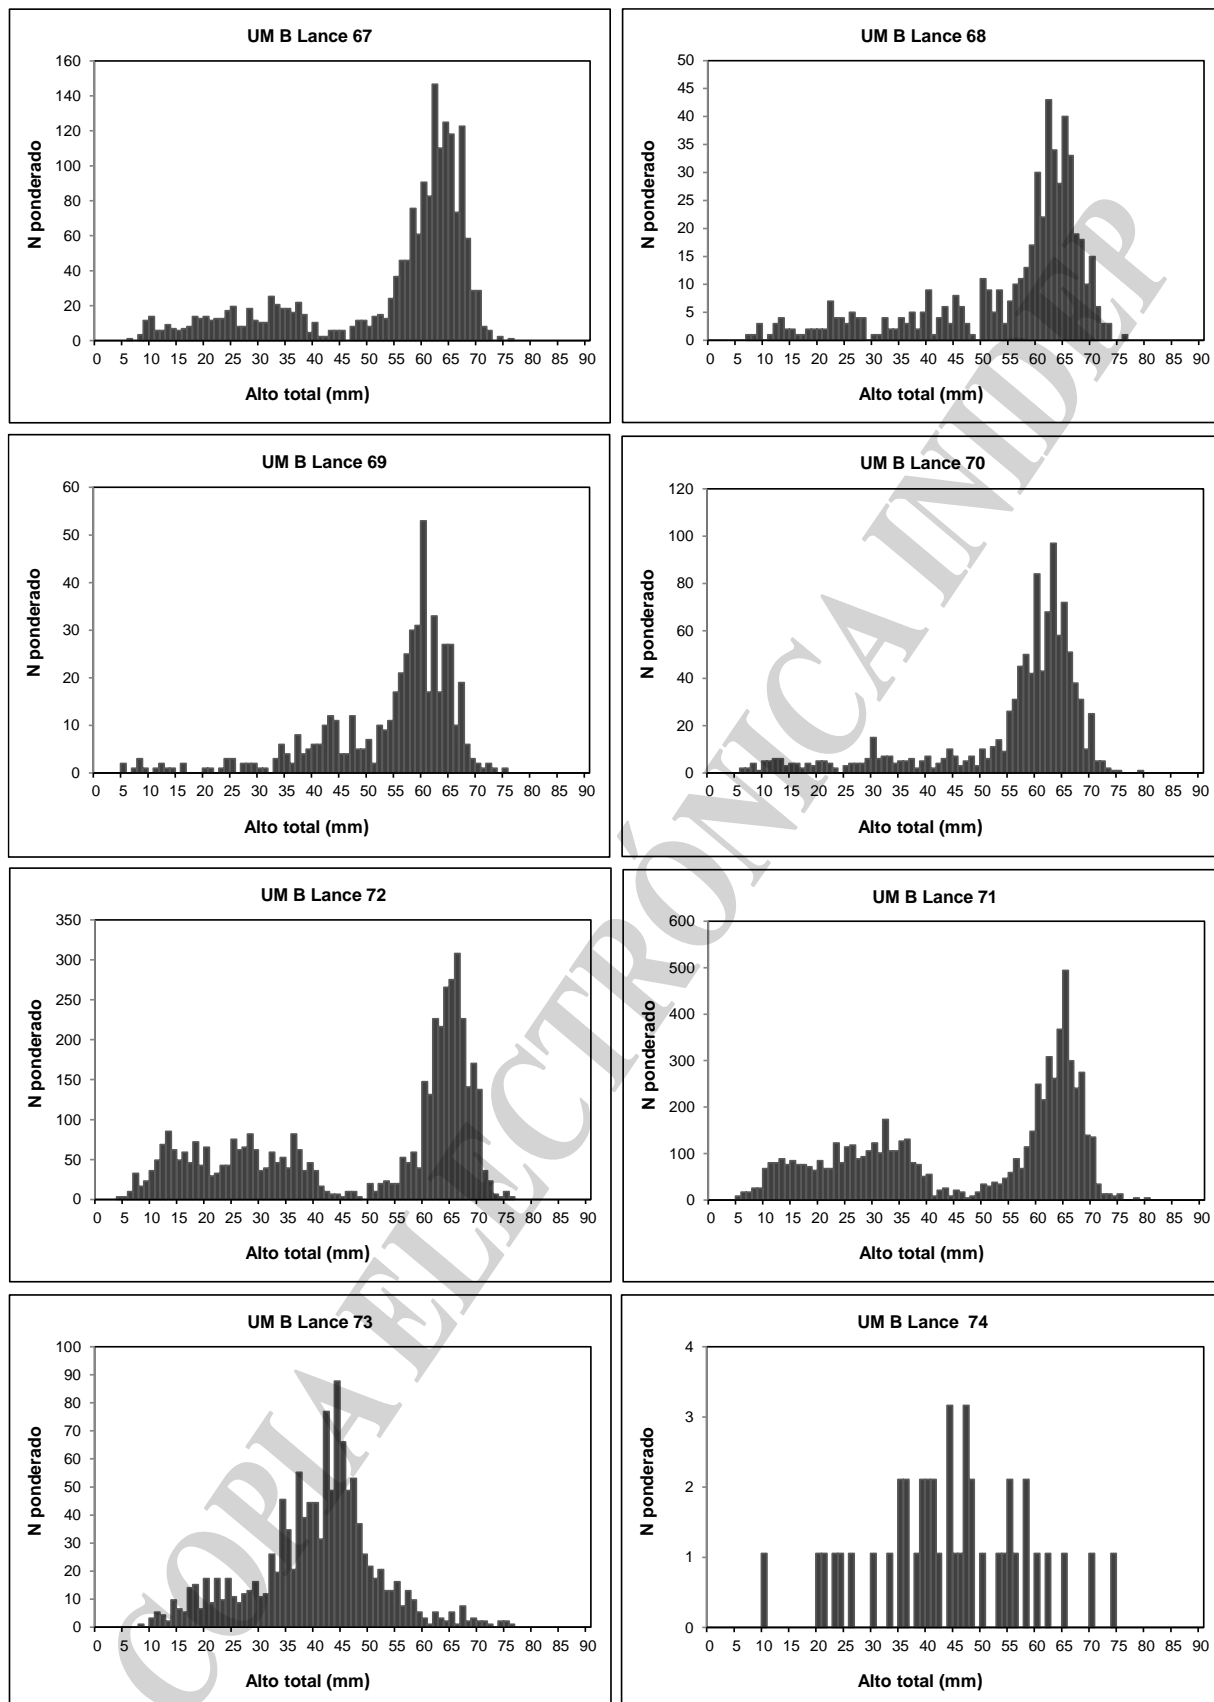 UM B Lance 67
N ponderado
160
140
120
100
80
60
40
20
0
0 5 10 15 20 25 30 35 40 45 50 55 60 65 70 75 80 85 90
Alto total (mm)
UM B Lance 68
N ponderado
50
45
40
35
30
25
20
15
10
5
0
0 5 10 15 20 25 30 35 40 45 50 55 60 65 70 75 80 85 90
Alto total (mm)
UM B Lance 69
N ponderado
60
50
40
30
20
10
0
0 5 10 15 20 25 30 35 40 45 50 55 60 65 70 75 80 85 90
Alto total (mm)
UM B Lance 70
N ponderado
120
100
80
60
40
20
0
0 5 10 15 20 25 30 35 40 45 50 55 60 65 70 75 80 85 90
Alto total (mm)
UM B Lance 72
N ponderado
350
300
250
200
150
100
50
0
0 5 10 15 20 25 30 35 40 45 50 55 60 65 70 75 80 85 90
Alto total (mm)
UM B Lance 71
N ponderado
600
500
400
300
200
100
0
0 5 10 15 20 25 30 35 40 45 50 55 60 65 70 75 80 85 90
Alto total (mm)
UM B Lance 73
N ponderado
100
90
80
70
60
50
40
30
20
10
0
0 5 10 15 20 25 30 35 40 45 50 55 60 65 70 75 80 85 90
Alto total (mm)
UM B Lance 74
N ponderado
4
3
2
1
0
0 5 10 15 20 25 30 35 40 45 50 55 60 65 70 75 80 85 90
Alto total (mm)
COPIA ELECTRÓNICA INIDEP